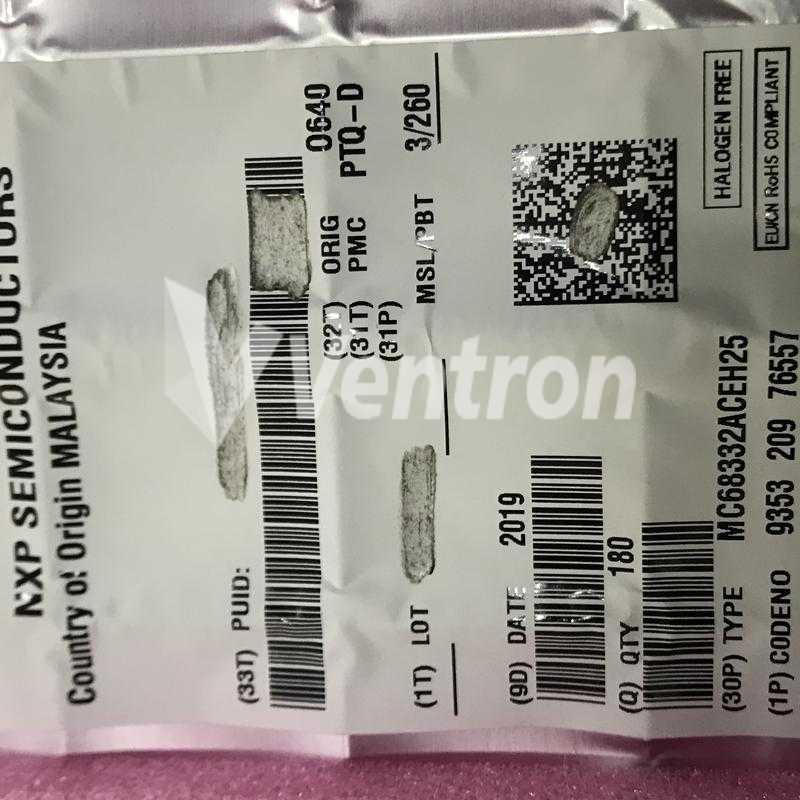 NXP SEMICONDUCTORS
Country of Origin MALAYSIA
(33T) PUID:
(32T) ORIG 0640
(31T) PMC PTQ-D
(31P)
(1T) LOT MSL/PBT 3/260
(9D) DATE 2019
(Q) QTY 180
(30P) TYPE MC68332ACEH25
(1P) CODENO 9353 209 76557
HALOGEN FREE
EU/CN RoHS COMPLIANT
Ventron